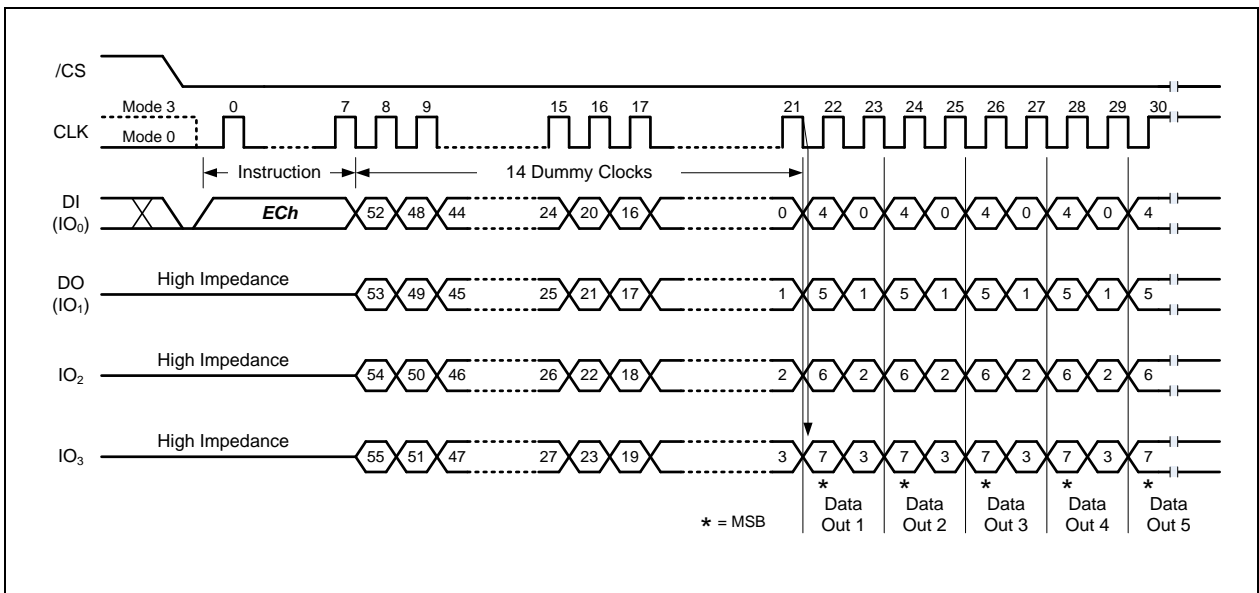 /CS
Mode 3 0 7 8 9 15 16 17 21 22 23 24 25 26 27 28 29 30
CLK
Mode 0
Instruction 14 Dummy Clocks
DI
(IO0)
ECh 52 48 44 24 20 16 0 4 0 4 0 4 0 4 0 4
DO
(IO1)
High Impedance 53 49 45 25 21 17 1 5 1 5 1 5 1 5 1 5
IO2 High Impedance 54 50 46 26 22 18 2 6 2 6 2 6 2 6 2 6
IO3 High Impedance 55 51 47 27 23 19 3 7 3 7 3 7 3 7 3 7
* * * * *
* = MSB
Data Out 1
Data Out 2
Data Out 3
Data Out 4
Data Out 5